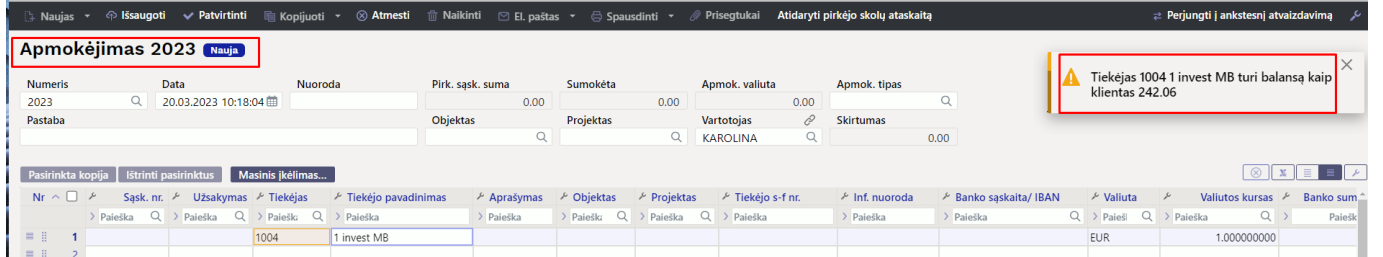 Naujas Išsaugoti Patvirtinti Kopijuoti Atmesti Naikinti El. paštas Spausdinti Prisegtukai Atidaryti pirkėjo skolų ataskaitą Perjungti į ankstesnį atvaizdavimą
Apmokėjimas 2023 Nauja
Tiekėjas 1004 1 invest MB turi balansą kaip
klientas 242.06
Numeris Data Nuoroda Pirk. sąsk. suma Sumokėta Apmok. valiuta Apmok. tipas
2023 20.03.2023 10:18:04 0.00 0.00 0.00
Pastaba Objektas Projektas Vartotojas Skirtumas
KAROLINA 0.00
Pasirinkta kopija Ištrinti pasirinktus Masinis įkėlimas...
Nr Sąsk. nr. Užsakymas Tiekėjas Tiekėjo pavadinimas Aprašymas Objektas Projektas Tiekėjo s-f nr. Inf. nuoroda Banko sąskaita/ IBAN Valiuta Valiutos kursas Banko sum
Paieška Paieška Paiešk Paieška Paieška Paiešk Paieška Paieška Paieška Paieška Paiešl Paieška Paiešk
1 1004 1 invest MB EUR 1.000000000
2